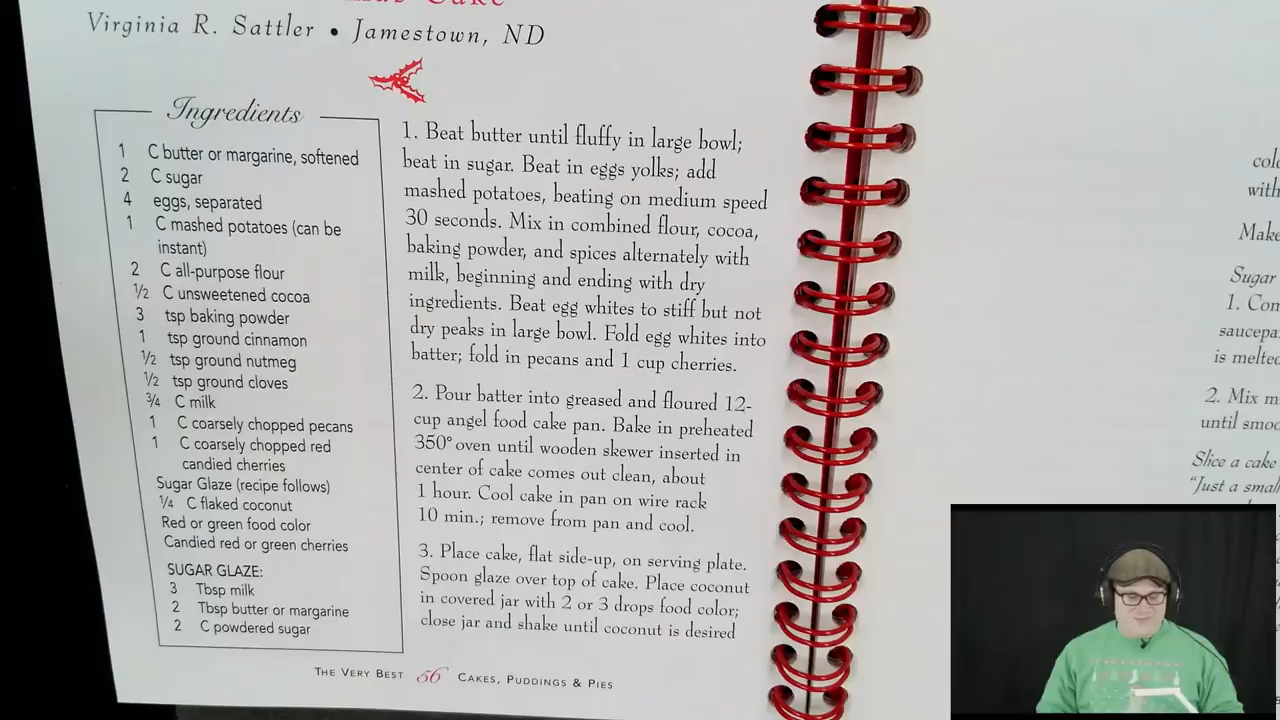 Cake
Virginia R. Sattler • Jamestown, ND
Ingredients
1 C butter or margarine, softened
2 C sugar
4 eggs, separated
1 C mashed potatoes (can be
instant)
2 C all-purpose flour
½ C unsweetened cocoa
3 tsp baking powder
1 tsp ground cinnamon
½ tsp ground nutmeg
½ tsp ground cloves
¾ C milk
1 C coarsely chopped pecans
1 C coarsely chopped red
candied cherries
Sugar Glaze (recipe follows)
¼ C flaked coconut
Red or green food color
Candied red or green cherries
SUGAR GLAZE:
3 Tbsp milk
2 Tbsp butter or margarine
2 C powdered sugar
1. Beat butter until fluffy in large bowl;
beat in sugar. Beat in eggs yolks; add
mashed potatoes, beating on medium speed
30 seconds. Mix in combined flour, cocoa,
baking powder, and spices alternately with
milk, beginning and ending with dry
ingredients. Beat egg whites to stiff but not
dry peaks in large bowl. Fold egg whites into
batter; fold in pecans and 1 cup cherries.
2. Pour batter into greased and floured 12-
cup angel food cake pan. Bake in preheated
350° oven until wooden skewer inserted in
center of cake comes out clean, about
1 hour. Cool cake in pan on wire rack
10 min.; remove from pan and cool.
3. Place cake, flat side-up, on serving plate.
Spoon glaze over top of cake. Place coconut
in covered jar with 2 or 3 drops food color;
close jar and shake until coconut is desired
THE VERY BEST 56 CAKES, PUDDINGS & PIES
with
Make
Sugar
1.
is
2. Mix
until
Slice a cake
"Just a